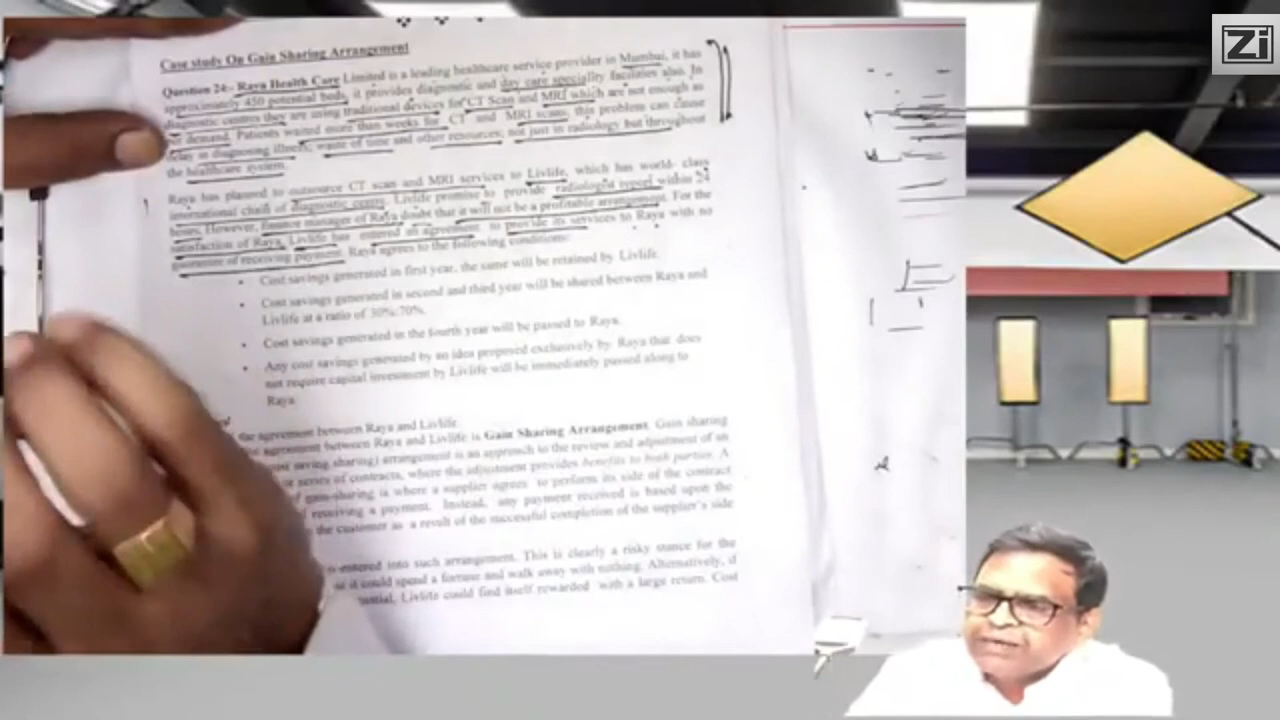 Zi
Case study On Gain Sharing Arrangement
Question 24:- Raya Health Care Limited is a leading healthcare service provider in Mumbai, it has
approximately 450 potential beds, it provides diagnostic and day care speciality facilities also. In
diagnostic centres they are using traditional devices for CT Scan and MRI which are not enough as
demand. Patients waited more than weeks for CT and MRI scans, this problem can cause
delay in diagnosing illness, waste of time and other resources, not just in radiology but throughout
the healthcare system.
Raya has planned to outsource CT scan and MRI services to Livlife, which has world- class
international chain of diagnostic centre. Livlife promise to provide radiologist report within 24
hours. However, finance manager of Raya doubt that it will not be a profitable arrangement. For the
satisfaction of Raya, Livlife has entered in agreement to provide its services to Raya with no
guarantee of receiving payment. Raya agrees to the following conditions:
• Cost savings generated in first year, the same will be retained by Livlife.
• Cost savings generated in second and third year will be shared between Raya and
Livlife at a ratio of 30%:70%.
• Cost savings generated in the fourth year will be passed to Raya.
• Any cost savings generated by an idea proposed exclusively by Raya that does
not require capital investment by Livlife will be immediately passed along to
Raya
the agreement between Raya and Livlife.
agreement between Raya and Livlife is Gain Sharing Arrangement. Gain sharing
cost saving sharing) arrangement is an approach to the review and adjustment of an
or series of contracts, where the adjustment provides benefits to both parties. A
of gain-sharing is where a supplier agrees to perform its side of the contract
receiving a payment. Instead, any payment received is based upon the
the customer as a result of the successful completion of the supplier's side
entered into such arrangement. This is clearly a risky stance for the
it could spend a fortune and walk away with nothing. Alternatively, if
Livlife could find itself rewarded with a large return. Cost